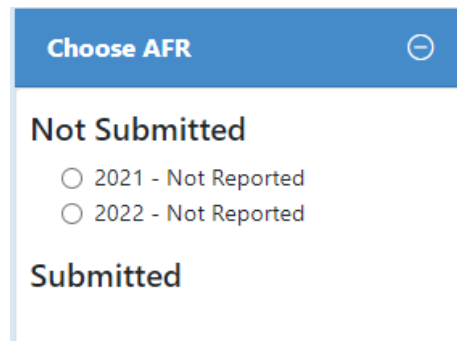 Choose AFR
Not Submitted
2021 - Not Reported
2022 - Not Reported
Submitted